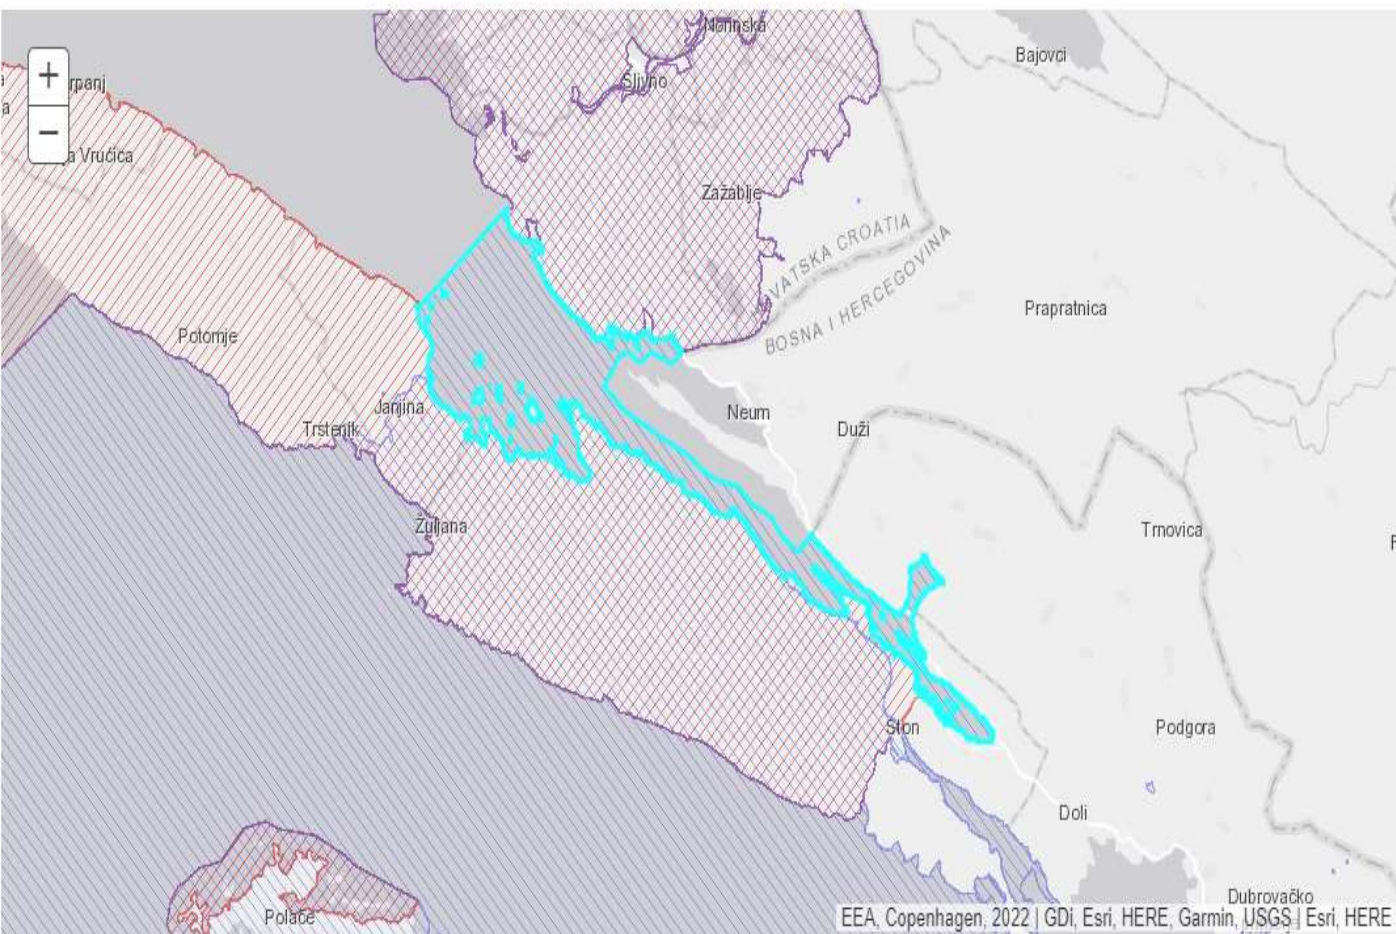 Norinska
Bajovci
+
rpanj
Slivno
−
a Vrućica
Zažablje
HRVATSKA CROATIA
BOSNA I HERCEGOVINA
Prapratnica
Potomje
Janjina
Neum
Trstenik
Duži
Žuljana
Trnovica
Ston
Podgora
Doli
Dubrovačko
Polače
EEA, Copenhagen, 2022 | GDi, Esri, HERE, Garmin, USGS | Esri, HERE